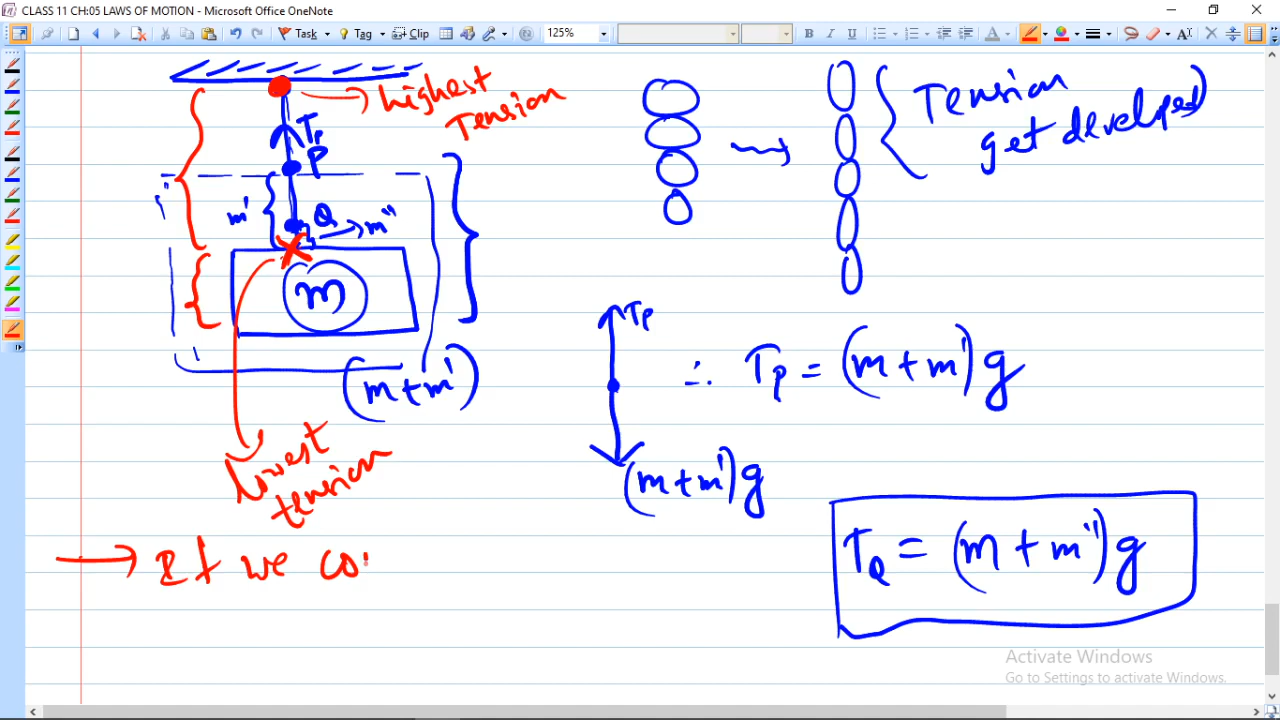 CLASS 11 CH:05 LAWS OF MOTION - Microsoft Office OneNote
Task
Tag
Clip
125%
B I U
highest
Tension
Tp
P
m'
Q
m"
m
(m+m')
Lowest
tension
Tension
get developed
Tp
(m+m')g
∴ Tp = (m+m')g
TQ = (m+m")g
→ If we co
Activate Windows
Go to Settings to activate Windows.